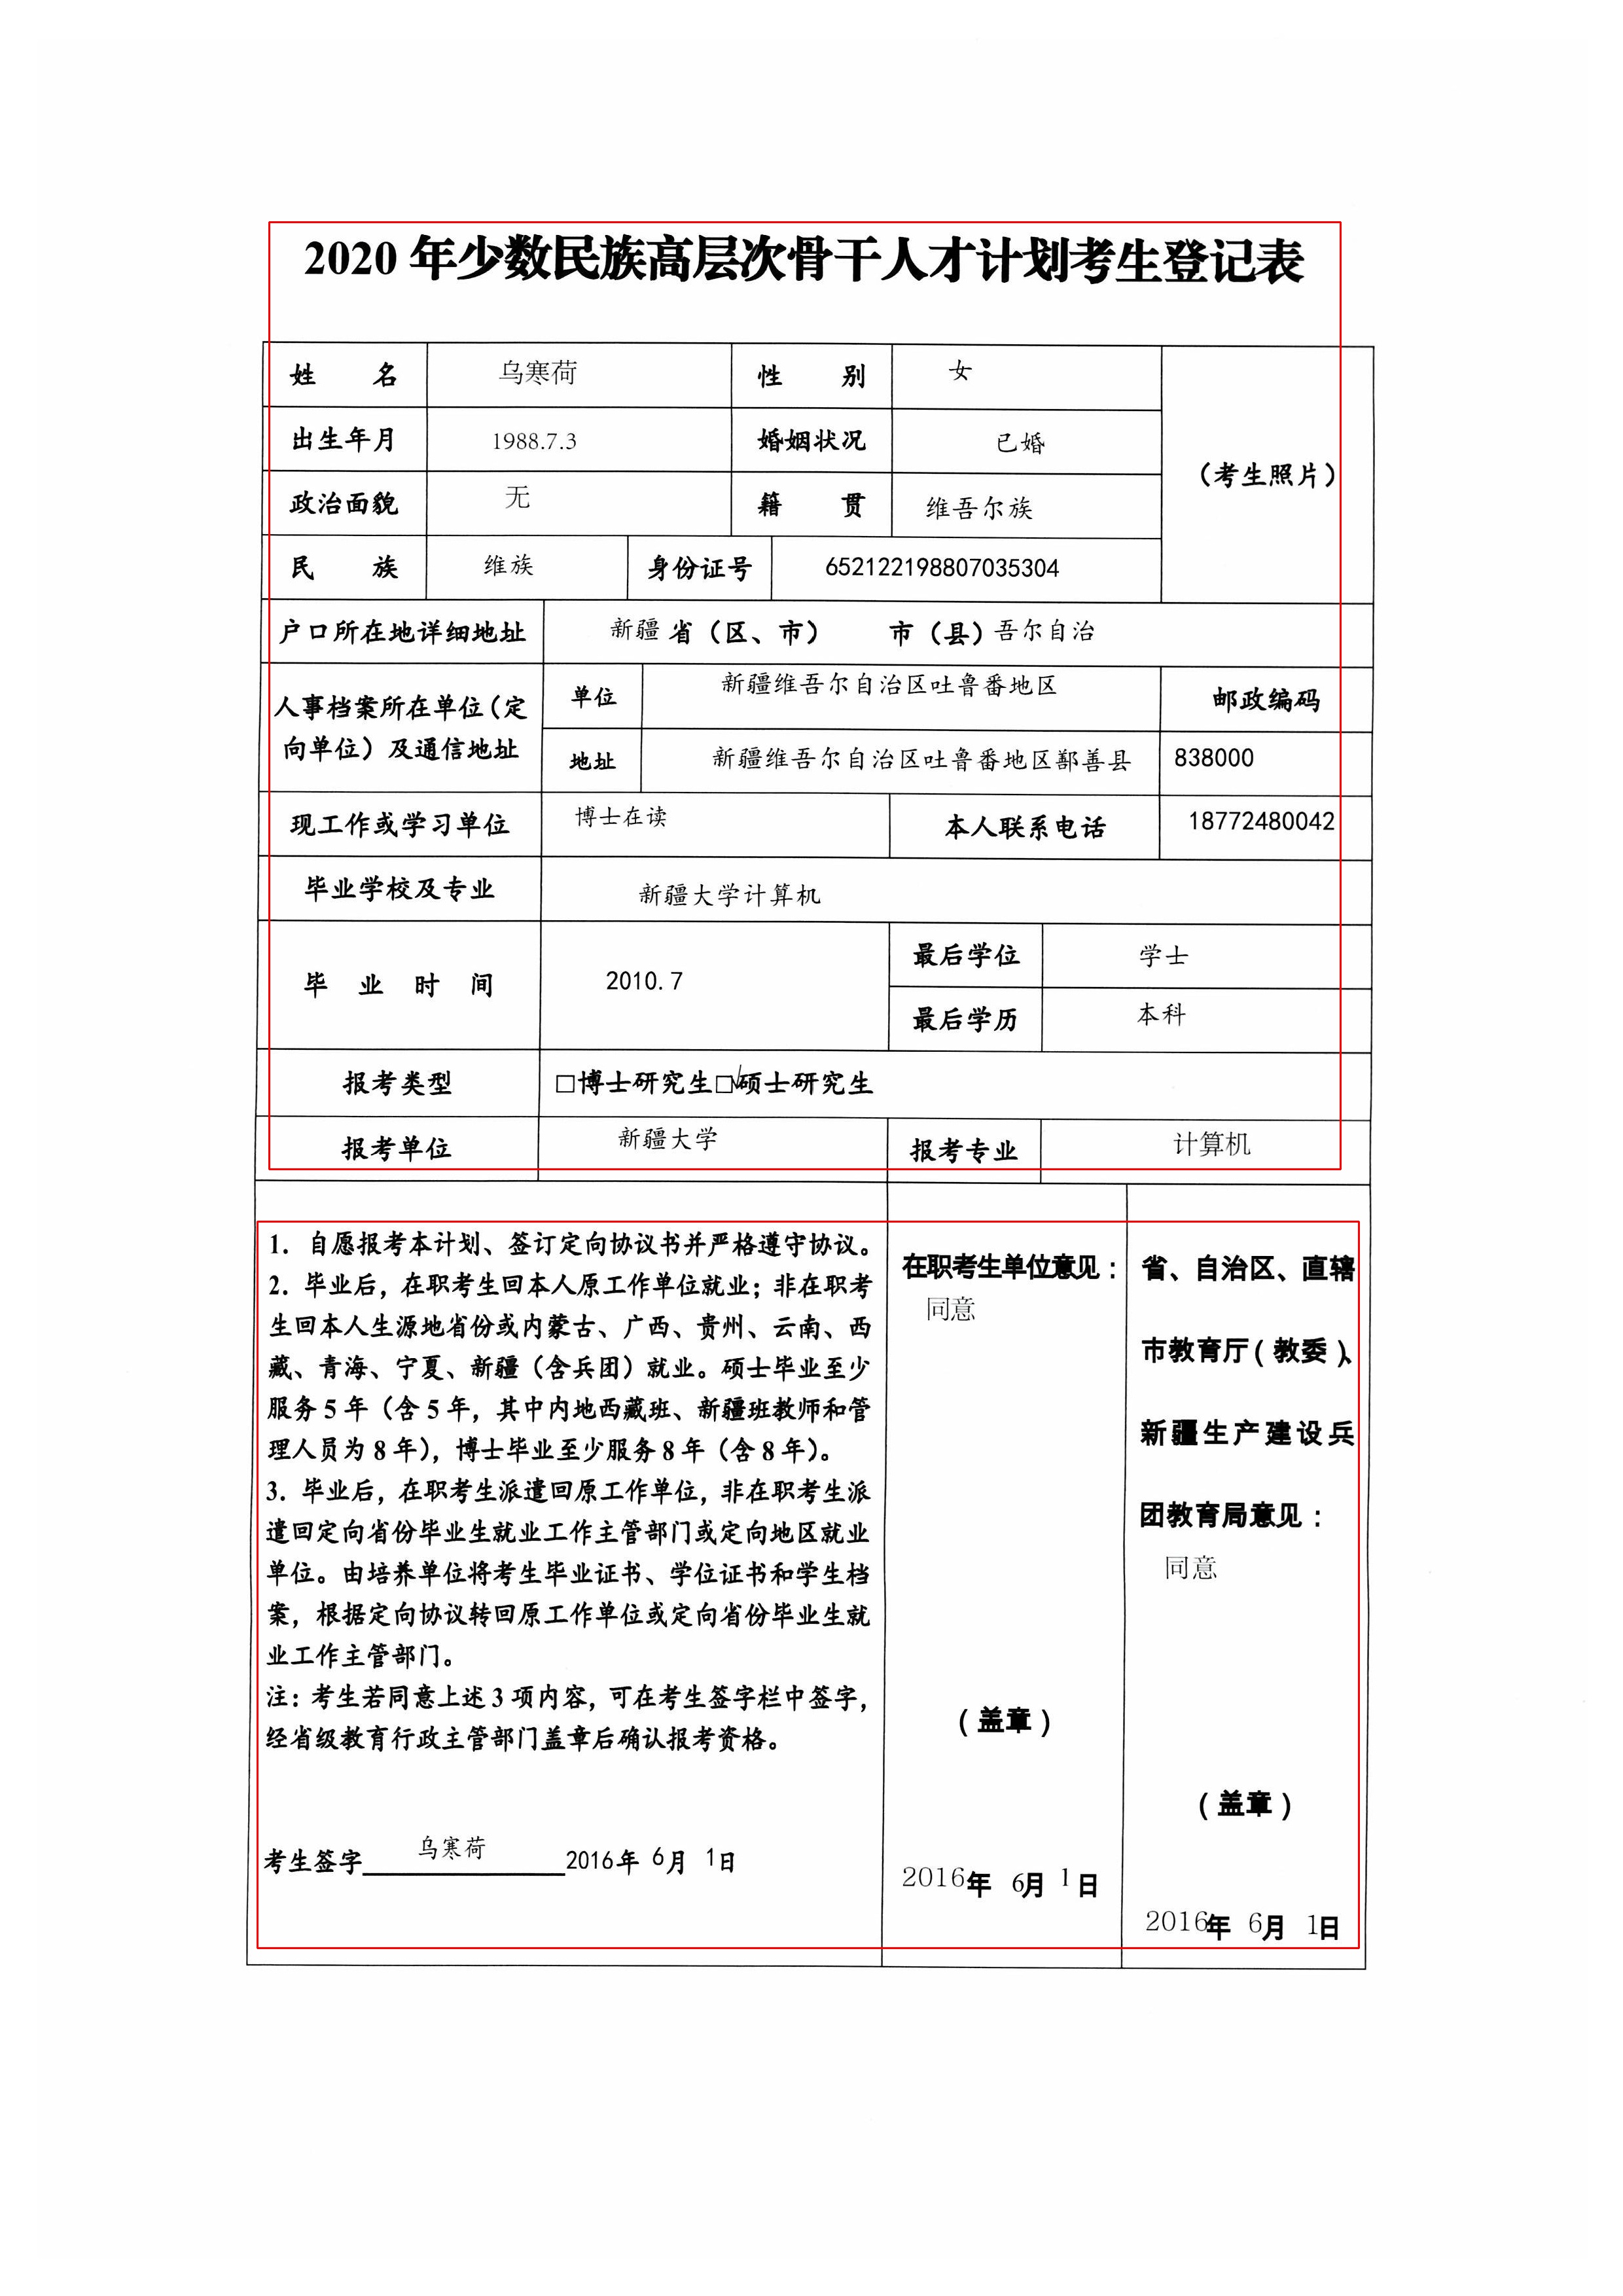 2020 年少数民族高层次骨干人才计划考生登记表
姓 名 乌寒荷 性 别 女
出生年月 1988.7.3 婚姻状况 已婚
（考生照片）
政治面貌 无 籍 贯 维吾尔族
民 族 维族 身份证号 652122198807035304
户口所在地详细地址 新疆 省（区、市） 市（县）吾尔自治
人事档案所在单位（定
向单位）及通信地址
单位 新疆维吾尔自治区吐鲁番地区 邮政编码
地址 新疆维吾尔自治区吐鲁番地区鄯善县 838000
现工作或学习单位 博士在读 本人联系电话 18772480042
毕业学校及专业 新疆大学计算机
毕 业 时 间 2010.7
最后学位 学士
最后学历 本科
报考类型 □博士研究生□√硕士研究生
报考单位 新疆大学 报考专业 计算机
1. 自愿报考本计划、签订定向协议书并严格遵守协议。
2. 毕业后，在职考生回本人原工作单位就业；非在职考
生回本人生源地省份或内蒙古、广西、贵州、云南、西
藏、青海、宁夏、新疆（含兵团）就业。硕士毕业至少
服务 5 年（含 5 年，其中内地西藏班、新疆班教师和管
理人员为 8 年），博士毕业至少服务 8 年（含 8 年）。
3. 毕业后，在职考生派遣回原工作单位，非在职考生派
遣回定向省份毕业生就业工作主管部门或定向地区就业
单位。由培养单位将考生毕业证书、学位证书和学生档
案，根据定向协议转回原工作单位或定向省份毕业生就
业工作主管部门。
注：考生若同意上述 3 项内容，可在考生签字栏中签字，
经省级教育行政主管部门盖章后确认报考资格。
考生签字 乌寒荷 2016年 6月 1日
在职考生单位意见：
同意
（盖章）
2016年 6月 1日
省、自治区、直辖
市教育厅（教委）、
新疆生产建设兵
团教育局意见：
同意
（盖章）
2016年 6月 1日